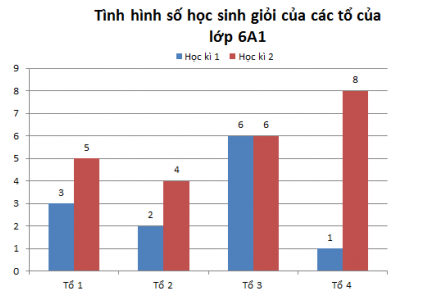 Tình hình số học sinh giỏi của các tổ của
lớp 6A1
Học kì 1 Học kì 2
9
8
7
6
5
4
3
2
1
0
3 5 2 4 6 6 1 8
Tổ 1 Tổ 2 Tổ 3 Tổ 4